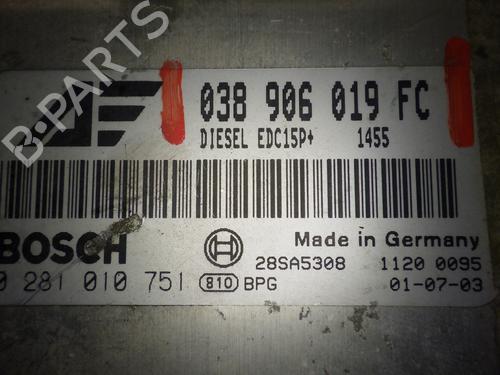 B-PARTS
038 906 019 FC
DIESEL EDC15P+ 1455
BOSCH
Made in Germany
0 281 010 751
28SA5308 1120 0095
810 BPG 01-07-03